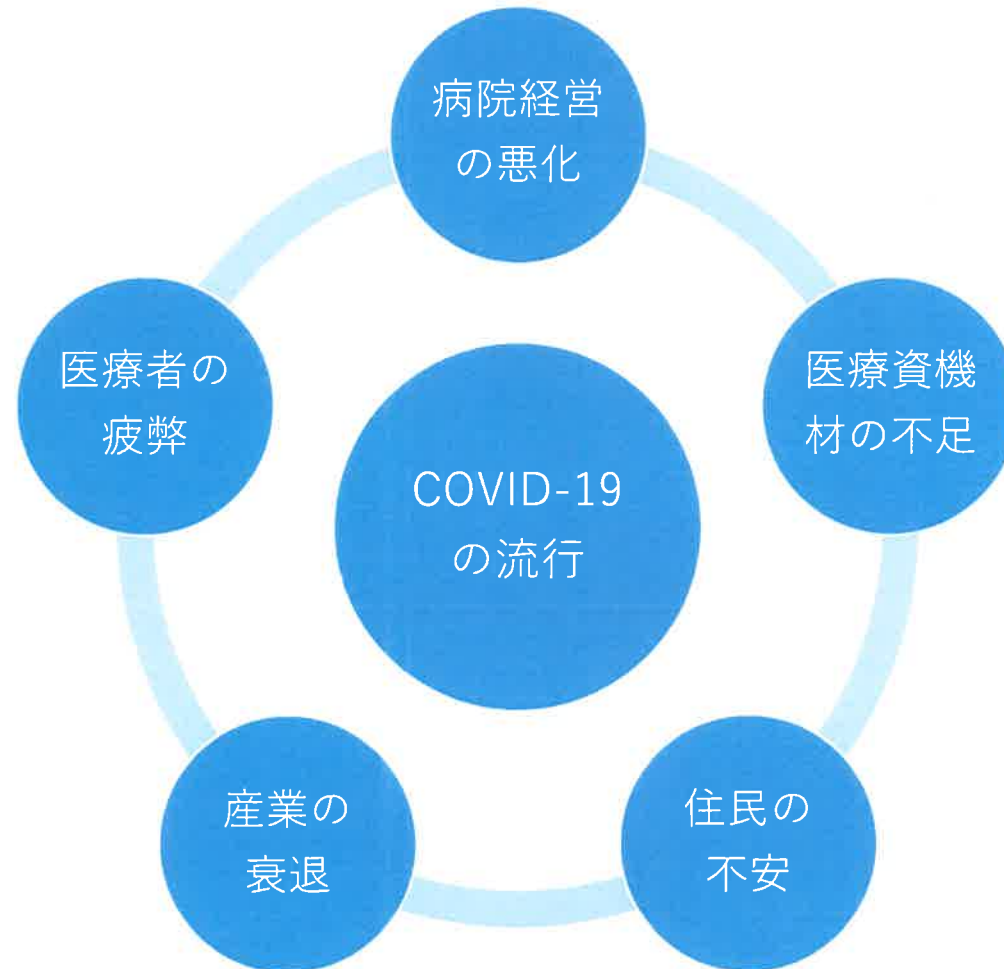 病院経営
の悪化
医療者の
疲弊
医療資機
材の不足
COVID-19
の流行
産業の
衰退
住民の
不安